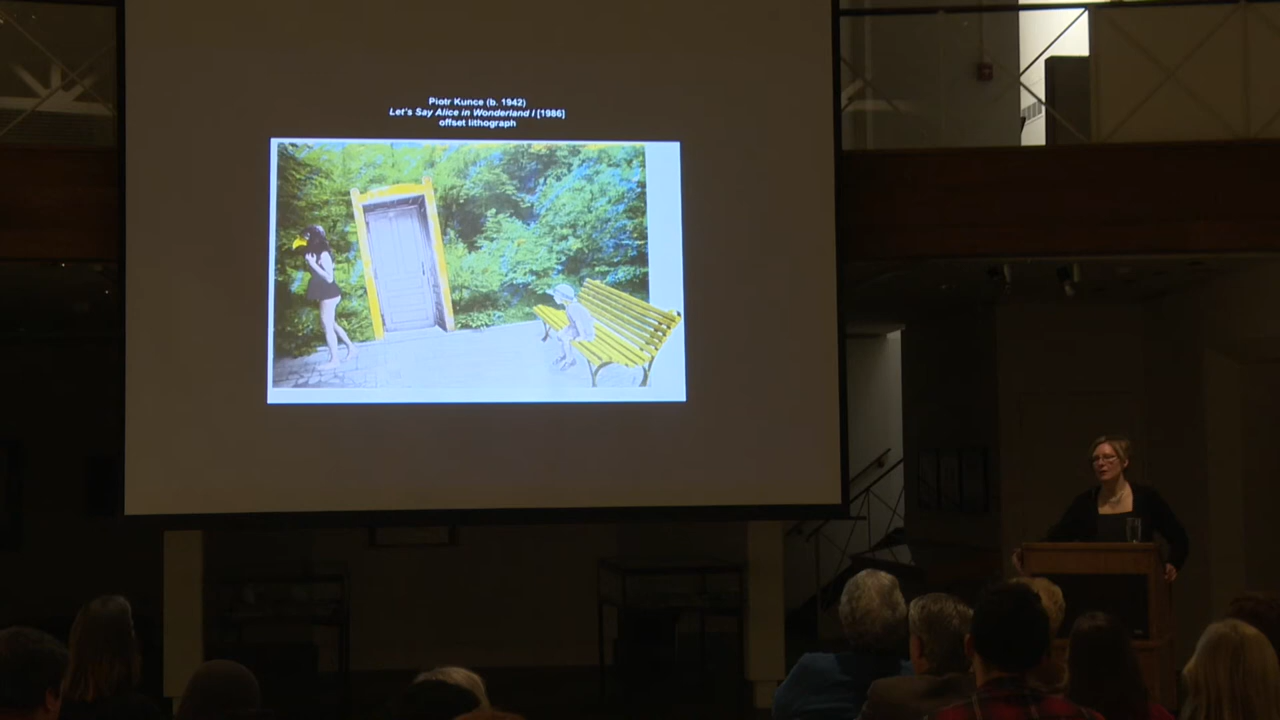 Piotr Kunce (b. 1942)
Let's Say Alice in Wonderland I [1986]
offset lithograph